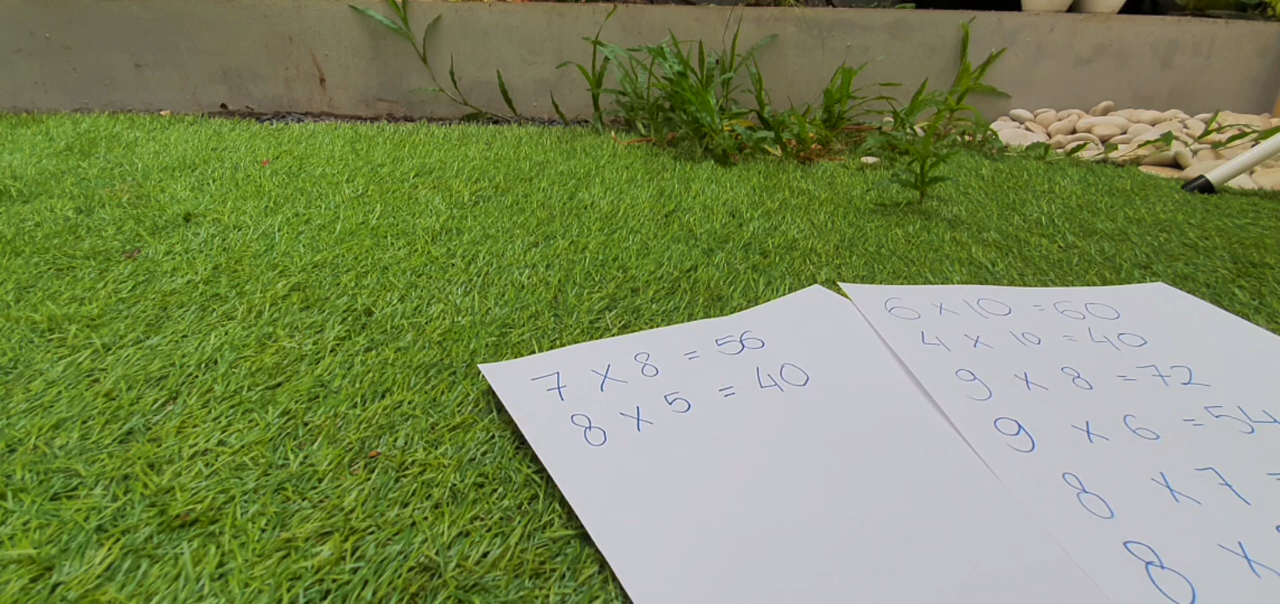 7 x 8 = 56
8 x 5 = 40
6 x 10 = 60
4 x 10 = 40
9 x 8 = 72
9 x 6 = 54
8 x 7 =
8 x